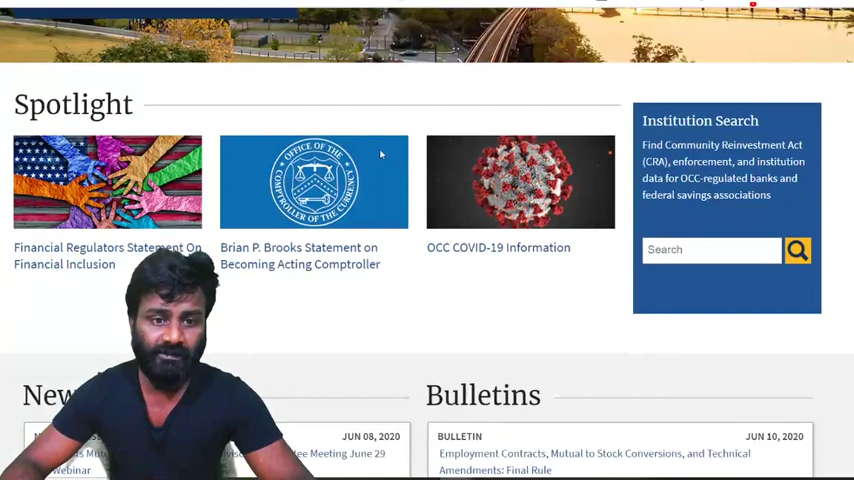 Spotlight
OFFICE OF THE
COMPTROLLER OF THE CURRENCY
Financial Regulators Statement On
Financial Inclusion
Brian P. Brooks Statement on
Becoming Acting Comptroller
OCC COVID-19 Information
Institution Search
Find Community Reinvestment Act
(CRA), enforcement, and institution
data for OCC-regulated banks and
federal savings associations
Search
New
JUN 08, 2020
ee Meeting June 29
Webinar
Bulletins
BULLETIN
JUN 10, 2020
Employment Contracts, Mutual to Stock Conversions, and Technical
Amendments: Final Rule